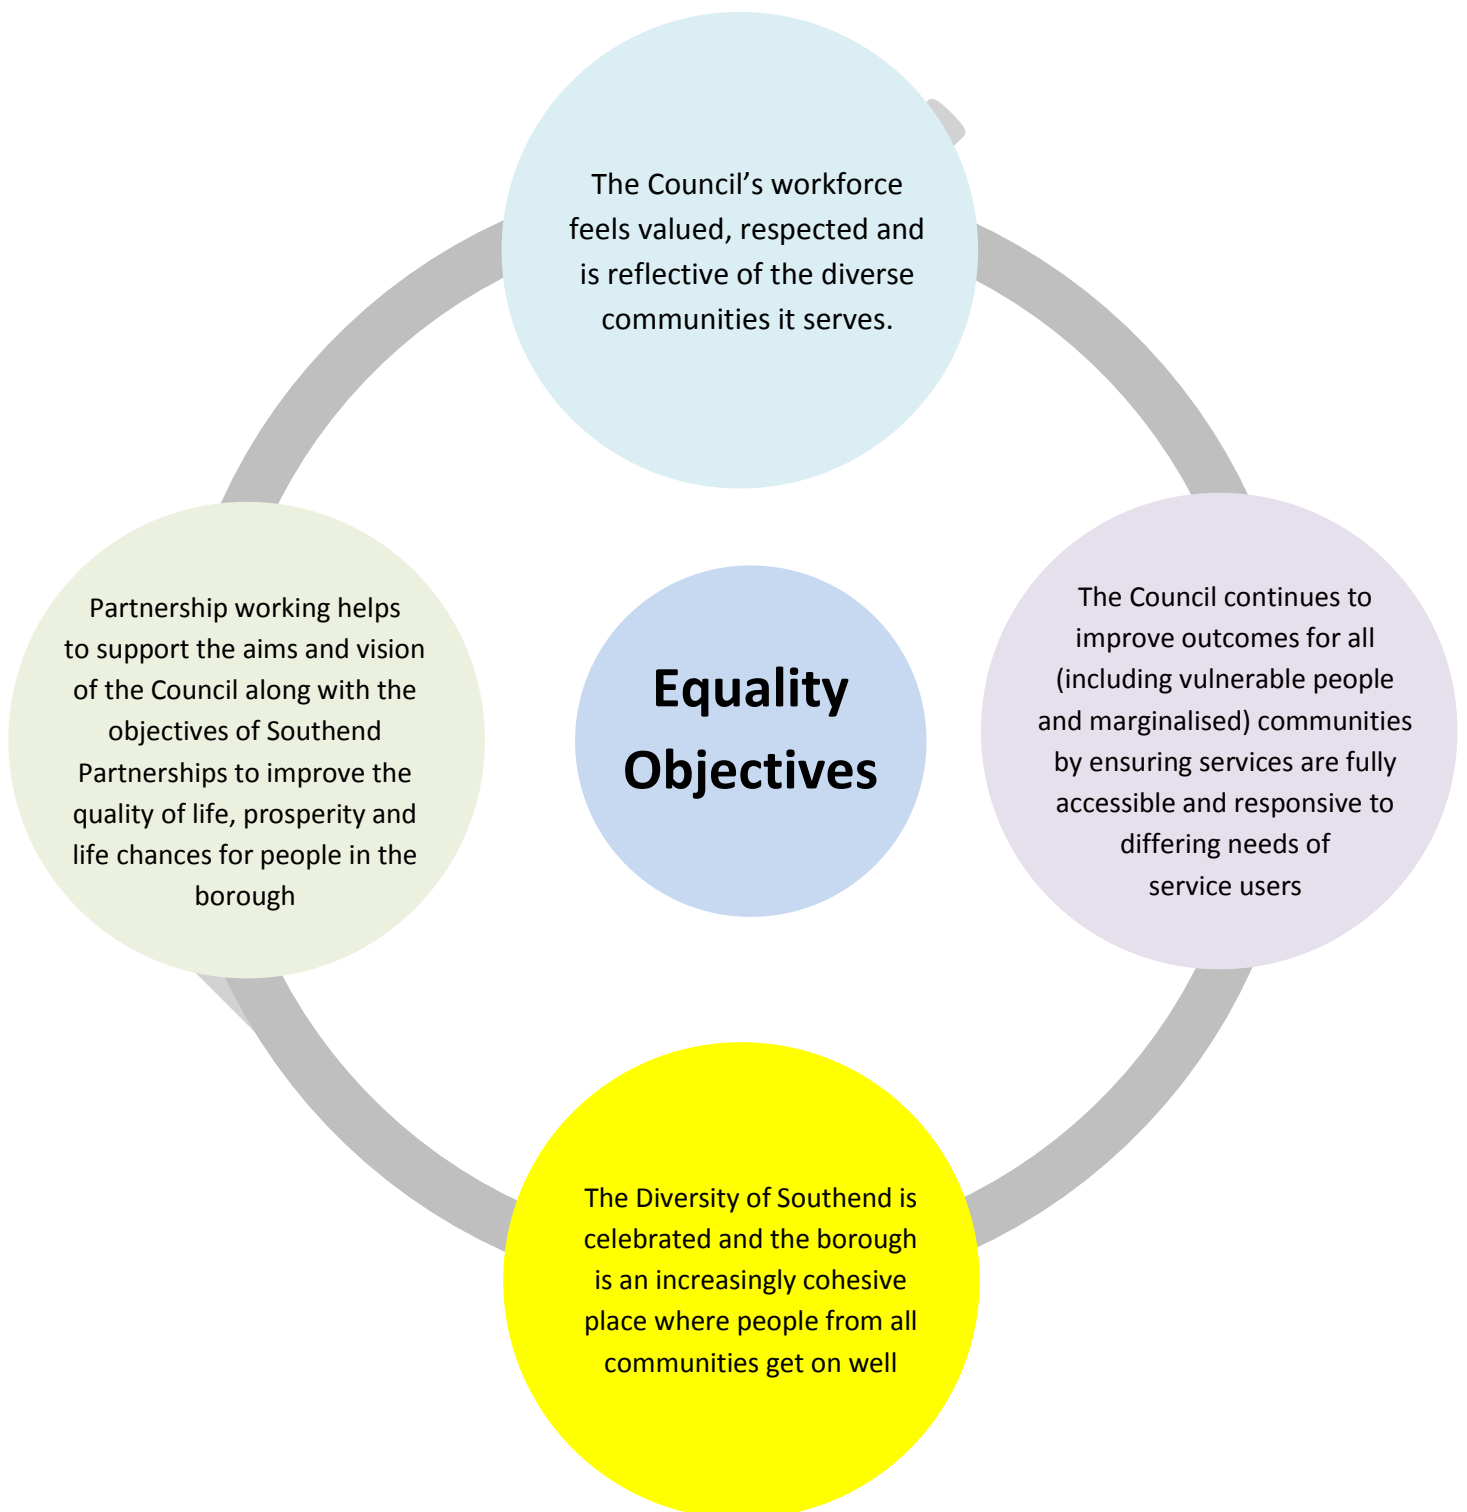 The Council’s workforce
feels valued, respected and
is reflective of the diverse
communities it serves.
Partnership working helps
to support the aims and vision
of the Council along with the
objectives of Southend
Partnerships to improve the
quality of life, prosperity and
life chances for people in the
borough
Equality
Objectives
The Council continues to
improve outcomes for all
(including vulnerable people
and marginalised) communities
by ensuring services are fully
accessible and responsive to
differing needs of
service users
The Diversity of Southend is
celebrated and the borough
is an increasingly cohesive
place where people from all
communities get on well